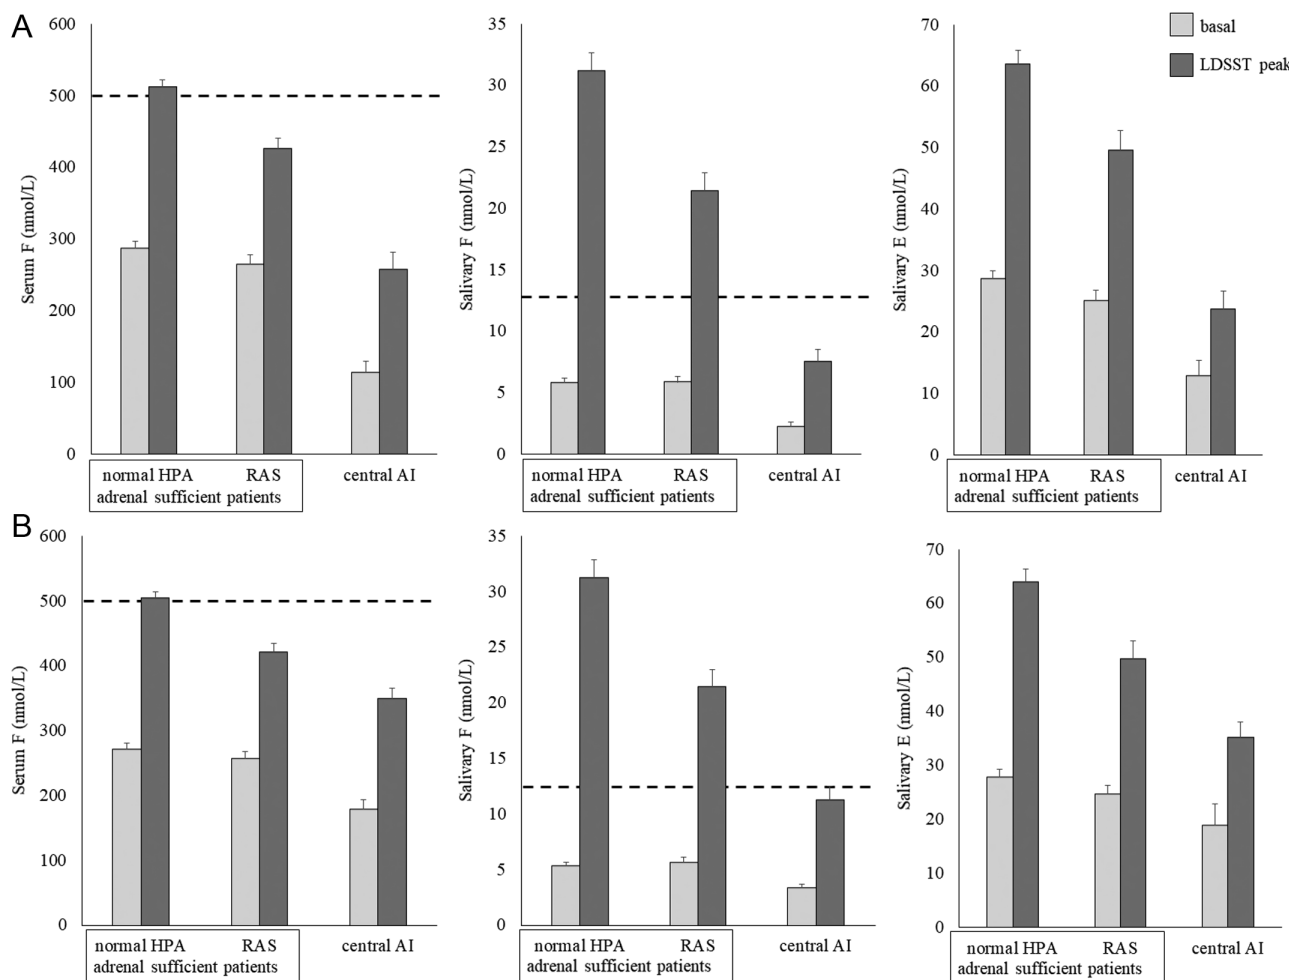 A
600
500
400
300
200
100
0
Serum F (nmol/L)
normal HPA RAS central AI
adrenal sufficient patients
35
30
25
20
15
10
5
0
Salivary F (nmol/L)
normal HPA RAS central AI
adrenal sufficient patients
70
60
50
40
30
20
10
0
Salivary E (nmol/L)
normal HPA RAS central AI
adrenal sufficient patients
basal
LDSST peak
B
600
500
400
300
200
100
0
Serum F (nmol/L)
normal HPA RAS central AI
adrenal sufficient patients
35
30
25
20
15
10
5
0
Salivary F (nmol/L)
normal HPA RAS central AI
adrenal sufficient patients
70
60
50
40
30
20
10
0
Salivary E (nmol/L)
normal HPA RAS central AI
adrenal sufficient patients